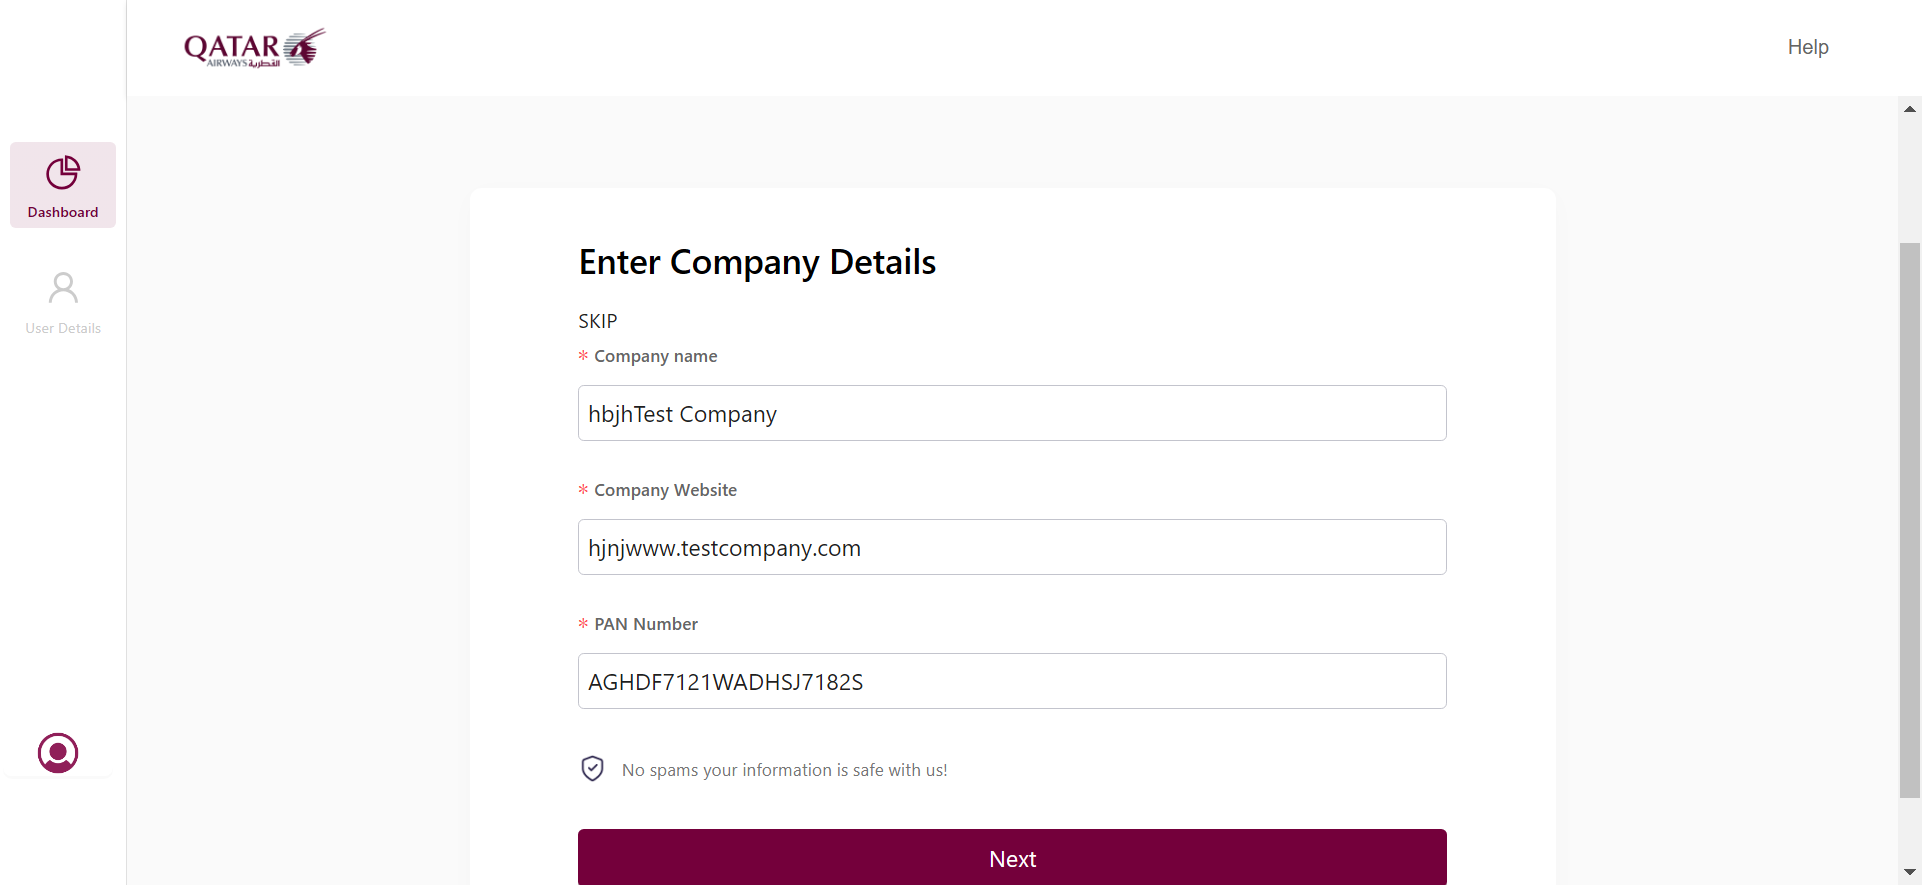 QATAR
AIRWAYS القطرية
Help
Dashboard
User Details
Enter Company Details
SKIP
* Company name
hbjhTest Company
* Company Website
hjnjwww.testcompany.com
* PAN Number
AGHDF7121WADHSJ7182S
No spams your information is safe with us!
Next